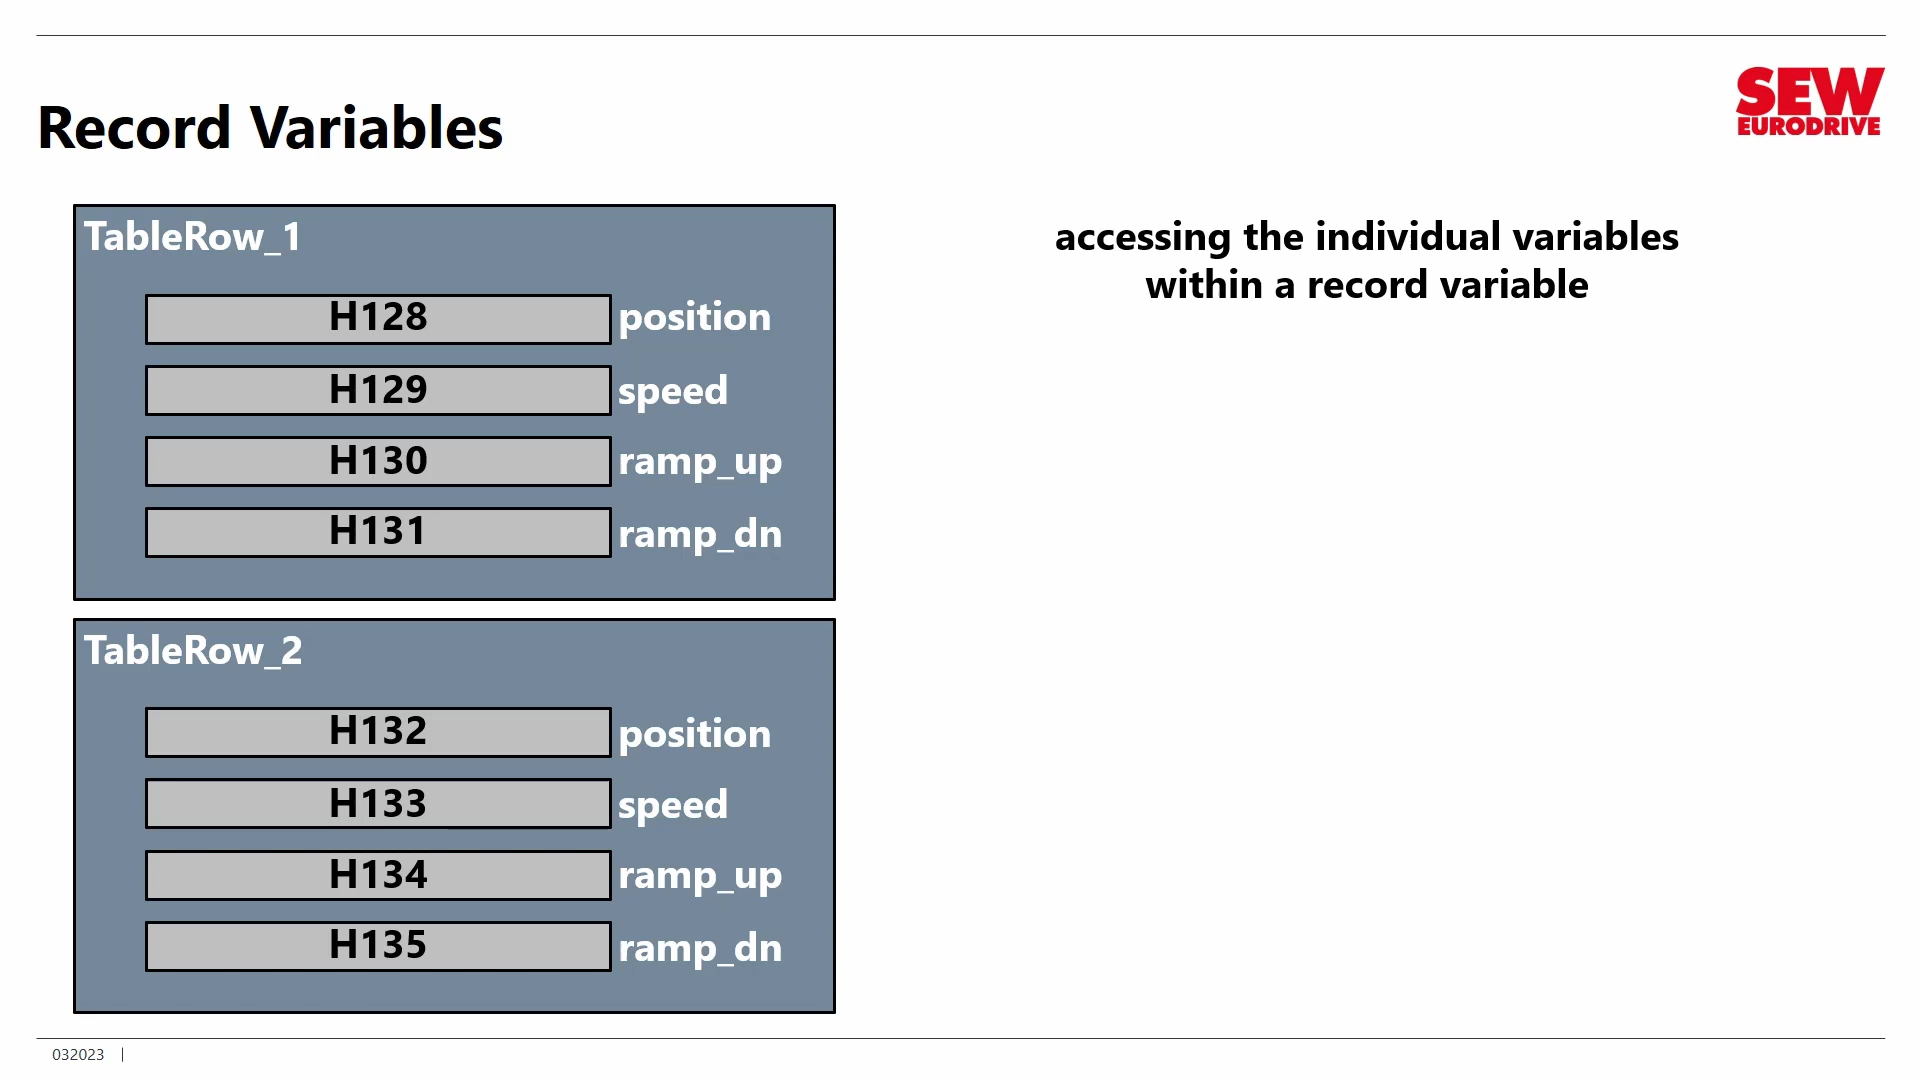 SEW
EURODRIVE
Record Variables
TableRow_1
H128 position
H129 speed
H130 ramp_up
H131 ramp_dn
TableRow_2
H132 position
H133 speed
H134 ramp_up
H135 ramp_dn
accessing the individual variables
within a record variable
032023 |